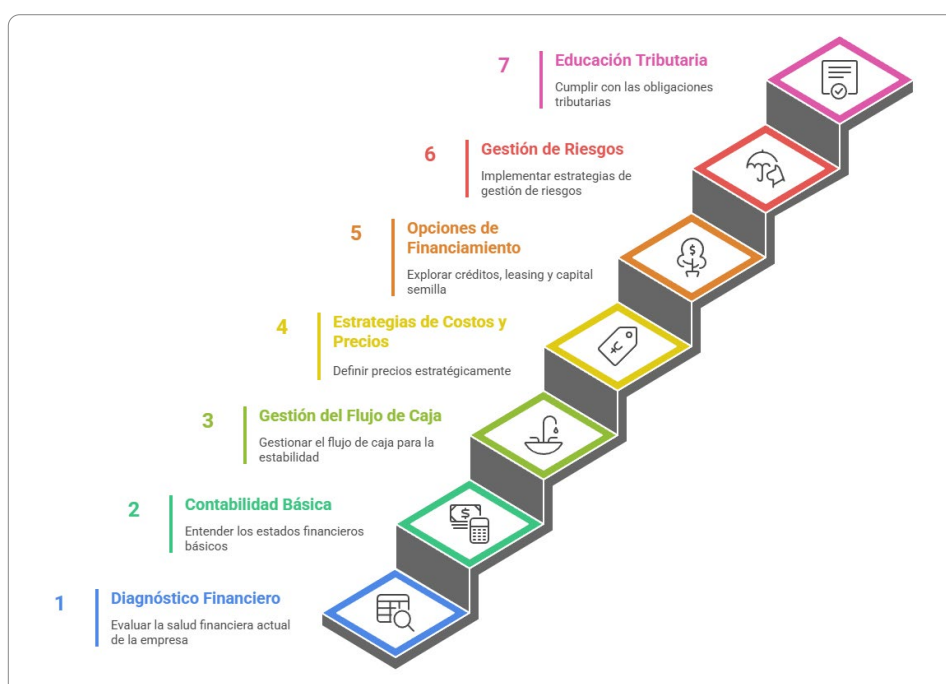 7
Educación Tributaria
Cumplir con las obligaciones
tributarias
6
Gestión de Riesgos
Implementar estrategias de
gestión de riesgos
5
Opciones de
Financiamiento
Explorar créditos, leasing y capital
semilla
4
Estrategias de Costos y
Precios
Definir precios estratégicamente
3
Gestión del Flujo de Caja
Gestionar el flujo de caja para la
estabilidad
2
Contabilidad Básica
Entender los estados financieros
básicos
1
Diagnóstico Financiero
Evaluar la salud financiera actual
de la empresa